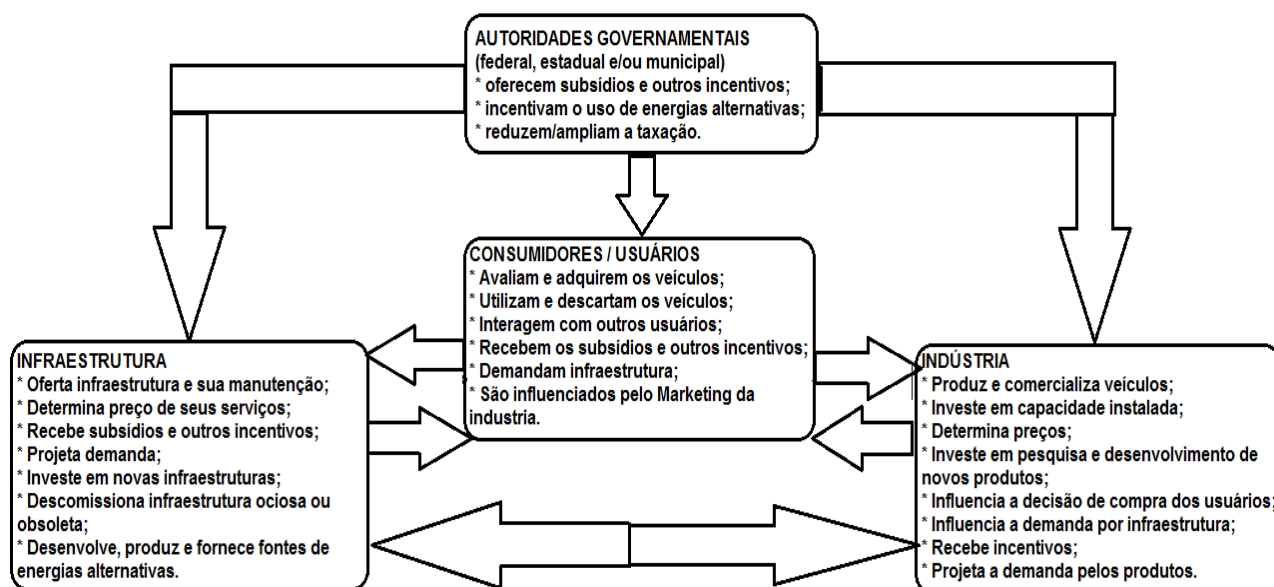 AUTORIDADES GOVERNAMENTAIS
(federal, estadual e/ou municipal)
* oferecem subsídios e outros incentivos;
* incentivam o uso de energias alternativas;
* reduzem/ampliam a taxação.
CONSUMIDORES / USUÁRIOS
* Avaliam e adquirem os veículos;
* Utilizam e descartam os veículos;
* Interagem com outros usuários;
* Recebem os subsídios e outros incentivos;
* Demandam infraestrutura;
* São influenciados pelo Marketing da
industria.
INFRAESTRUTURA
* Oferta infraestrutura e sua manutenção;
* Determina preço de seus serviços;
* Recebe subsídios e outros incentivos;
* Projeta demanda;
* Investe em novas infraestruturas;
* Descomissiona infraestrutura ociosa ou
obsoleta;
* Desenvolve, produz e fornece fontes de
energias alternativas.
INDÚSTRIA
* Produz e comercializa veículos;
* Investe em capacidade instalada;
* Determina preços;
* Investe em pesquisa e desenvolvimento de
novos produtos;
* Influencia a decisão de compra dos usuários;
* Influencia a demanda por infraestrutura;
* Recebe incentivos;
* Projeta a demanda pelos produtos.